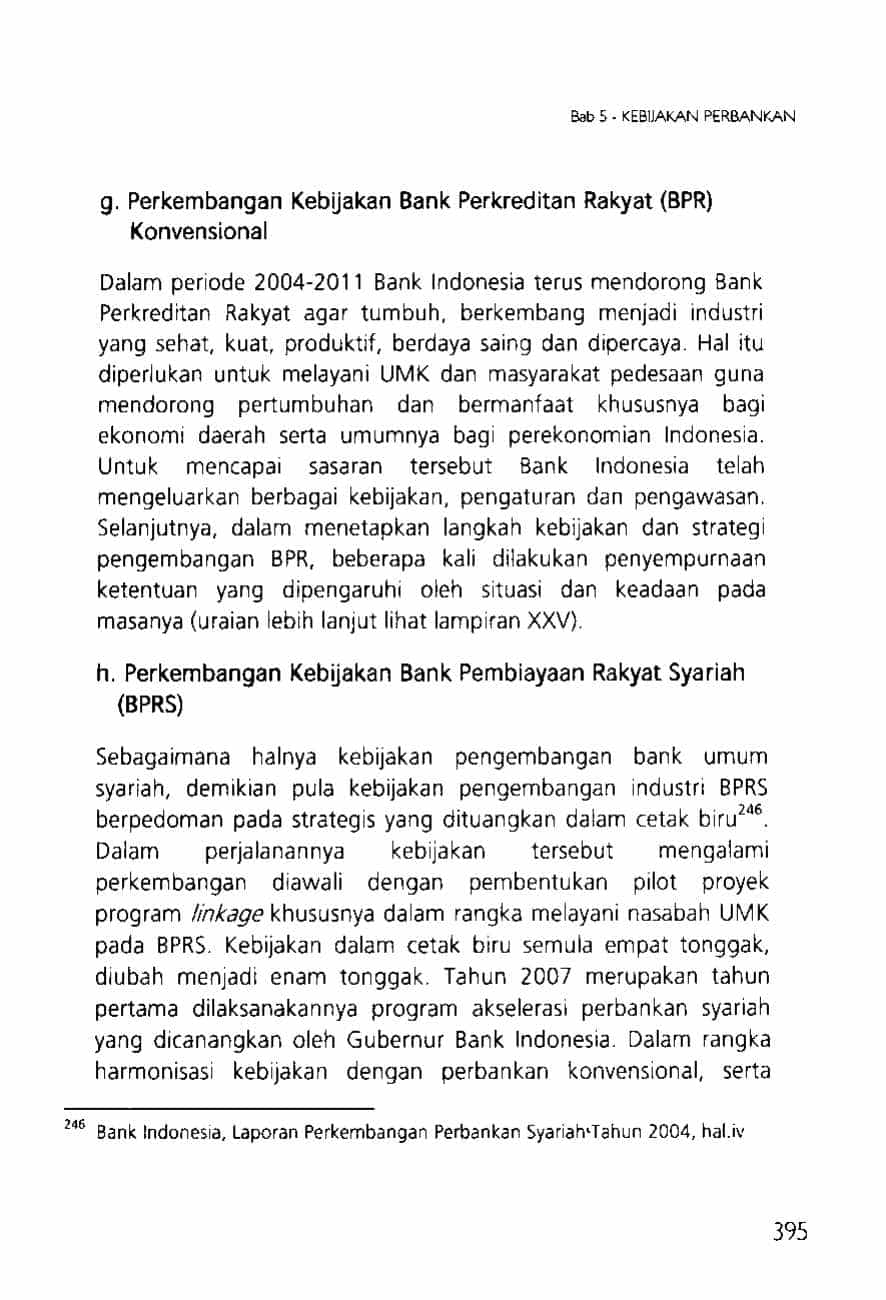 Bab 5 - KEBIJAKAN PERBANKAN
g. Perkembangan Kebijakan Bank Perkreditan Rakyat (BPR)
Konvensional
Dalam periode 2004-2011 Bank Indonesia terus mendorong Bank
Perkreditan Rakyat agar tumbuh, berkembang menjadi industri
yang sehat, kuat, produktif, berdaya saing dan dipercaya. Hal itu
diperlukan untuk melayani UMK dan masyarakat pedesaan guna
mendorong pertumbuhan dan bermanfaat khususnya bagi
ekonomi daerah serta umumnya bagi perekonomian Indonesia.
Untuk mencapai sasaran tersebut Bank Indonesia telah
mengeluarkan berbagai kebijakan, pengaturan dan pengawasan.
Selanjutnya, dalam menetapkan langkah kebijakan dan strategi
pengembangan BPR, beberapa kali dilakukan penyempurnaan
ketentuan yang dipengaruhi oleh situasi dan keadaan pada
masanya (uraian lebih lanjut lihat lampiran XXV).
h. Perkembangan Kebijakan Bank Pembiayaan Rakyat Syariah
(BPRS)
Sebagaimana halnya kebijakan pengembangan bank umum
syariah, demikian pula kebijakan pengembangan industri BPRS
berpedoman pada strategis yang dituangkan dalam cetak biru246.
Dalam perjalanannya kebijakan tersebut mengalami
perkembangan diawali dengan pembentukan pilot proyek
program linkage khususnya dalam rangka melayani nasabah UMK
pada BPRS. Kebijakan dalam cetak biru semula empat tonggak,
diubah menjadi enam tonggak. Tahun 2007 merupakan tahun
pertama dilaksanakannya program akselerasi perbankan syariah
yang dicanangkan oleh Gubernur Bank Indonesia. Dalam rangka
harmonisasi kebijakan dengan perbankan konvensional, serta
246 Bank Indonesia, Laporan Perkembangan Perbankan Syariah Tahun 2004, hal.iv
395